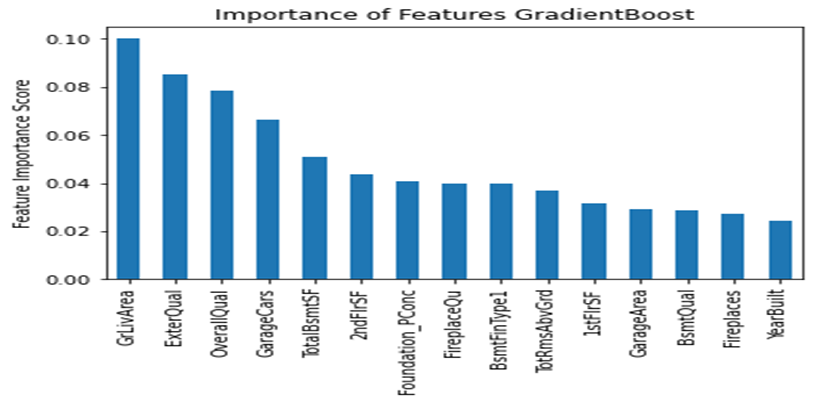 Importance of Features GradientBoost
Feature Importance Score
0.10
0.08
0.06
0.04
0.02
0.00
GrLivArea
ExterQual
OverallQual
GarageCars
TotalBsmtSF
2ndFlrSF
Foundation_PConc
FireplaceQu
BsmtFinType1
TotRmsAbvGrd
1stFlrSF
GarageArea
BsmtQual
Fireplaces
YearBuilt